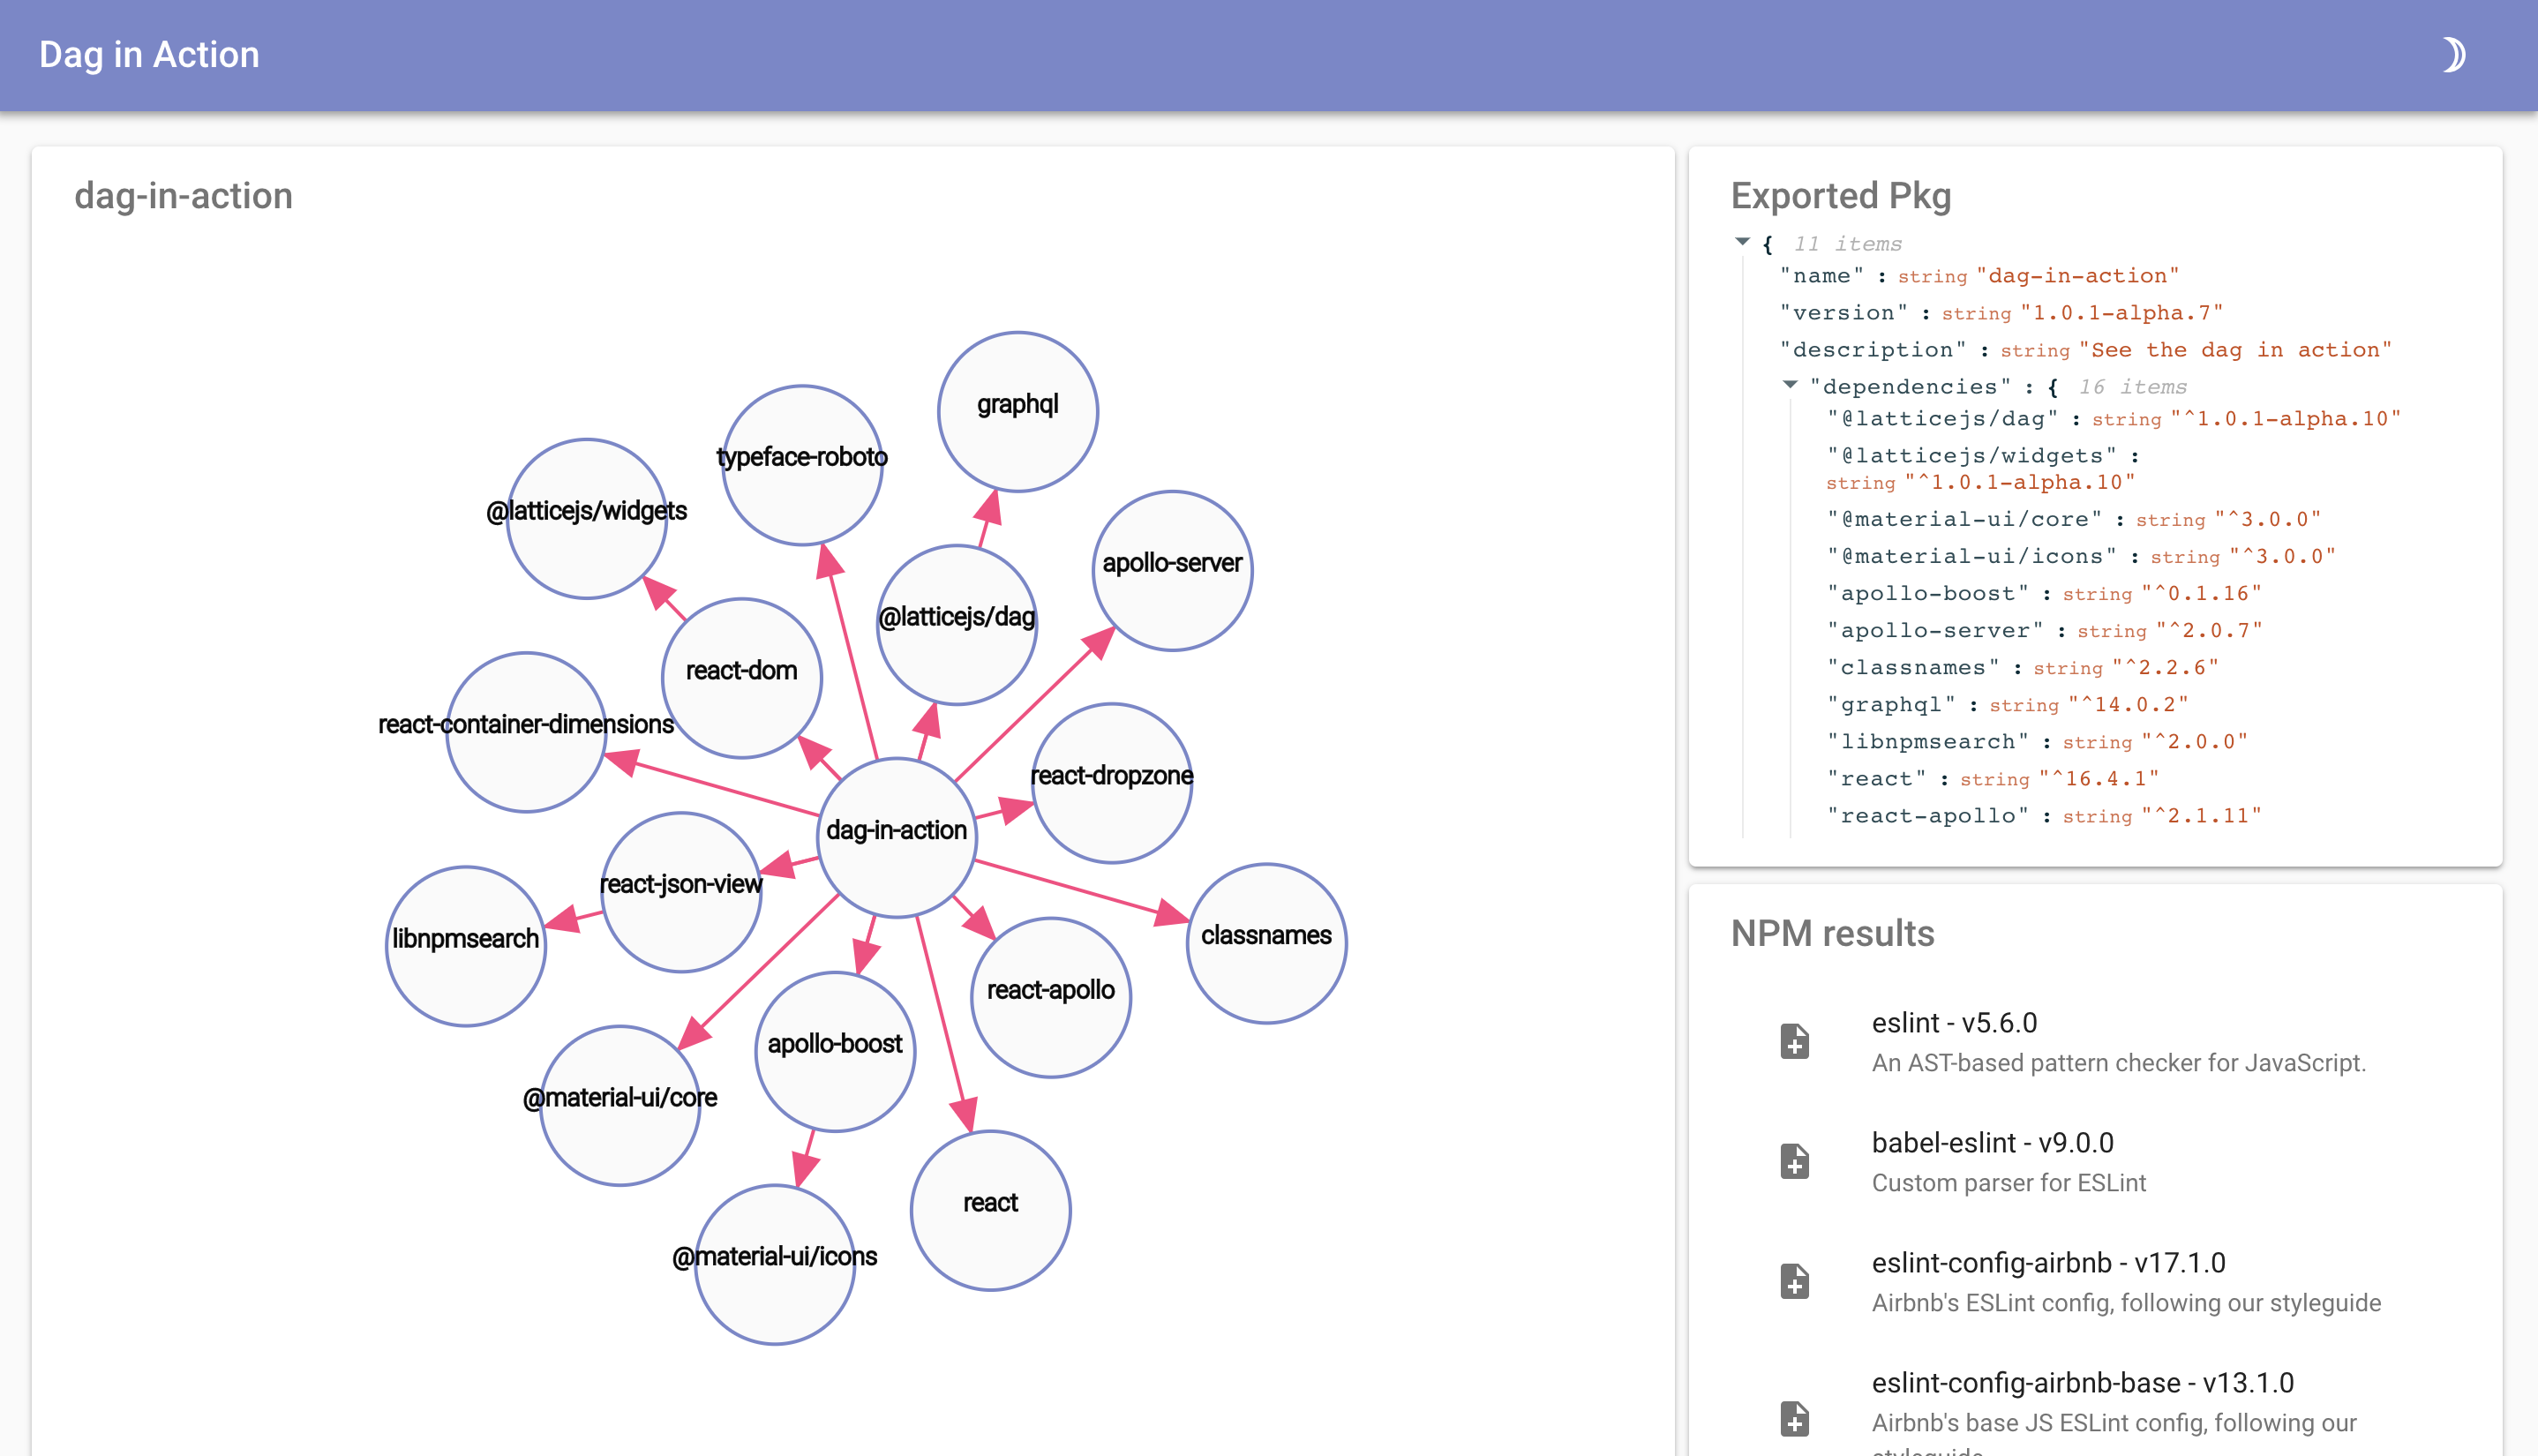 Dag in Action
dag-in-action
graphql
typeface-roboto
@latticejs/widgets
apollo-server
@latticejs/dag
react-dom
react-container-dimensions
react-dropzone
dag-in-action
react-json-view
libnpmsearch
classnames
react-apollo
apollo-boost
@material-ui/core
react
@material-ui/icons
Exported Pkg
{ 11 items
"name" : string "dag-in-action"
"version" : string "1.0.1-alpha.7"
"description" : string "See the dag in action"
"dependencies" : { 16 items
"@latticejs/dag" : string "^1.0.1-alpha.10"
"@latticejs/widgets" :
string "^1.0.1-alpha.10"
"@material-ui/core" : string "^3.0.0"
"@material-ui/icons" : string "^3.0.0"
"apollo-boost" : string "^0.1.16"
"apollo-server" : string "^2.0.7"
"classnames" : string "^2.2.6"
"graphql" : string "^14.0.2"
"libnpmsearch" : string "^2.0.0"
"react" : string "^16.4.1"
"react-apollo" : string "^2.1.11"
NPM results
eslint - v5.6.0
An AST-based pattern checker for JavaScript.
babel-eslint - v9.0.0
Custom parser for ESLint
eslint-config-airbnb - v17.1.0
Airbnb's ESLint config, following our styleguide
eslint-config-airbnb-base - v13.1.0
Airbnb's base JS ESLint config, following our